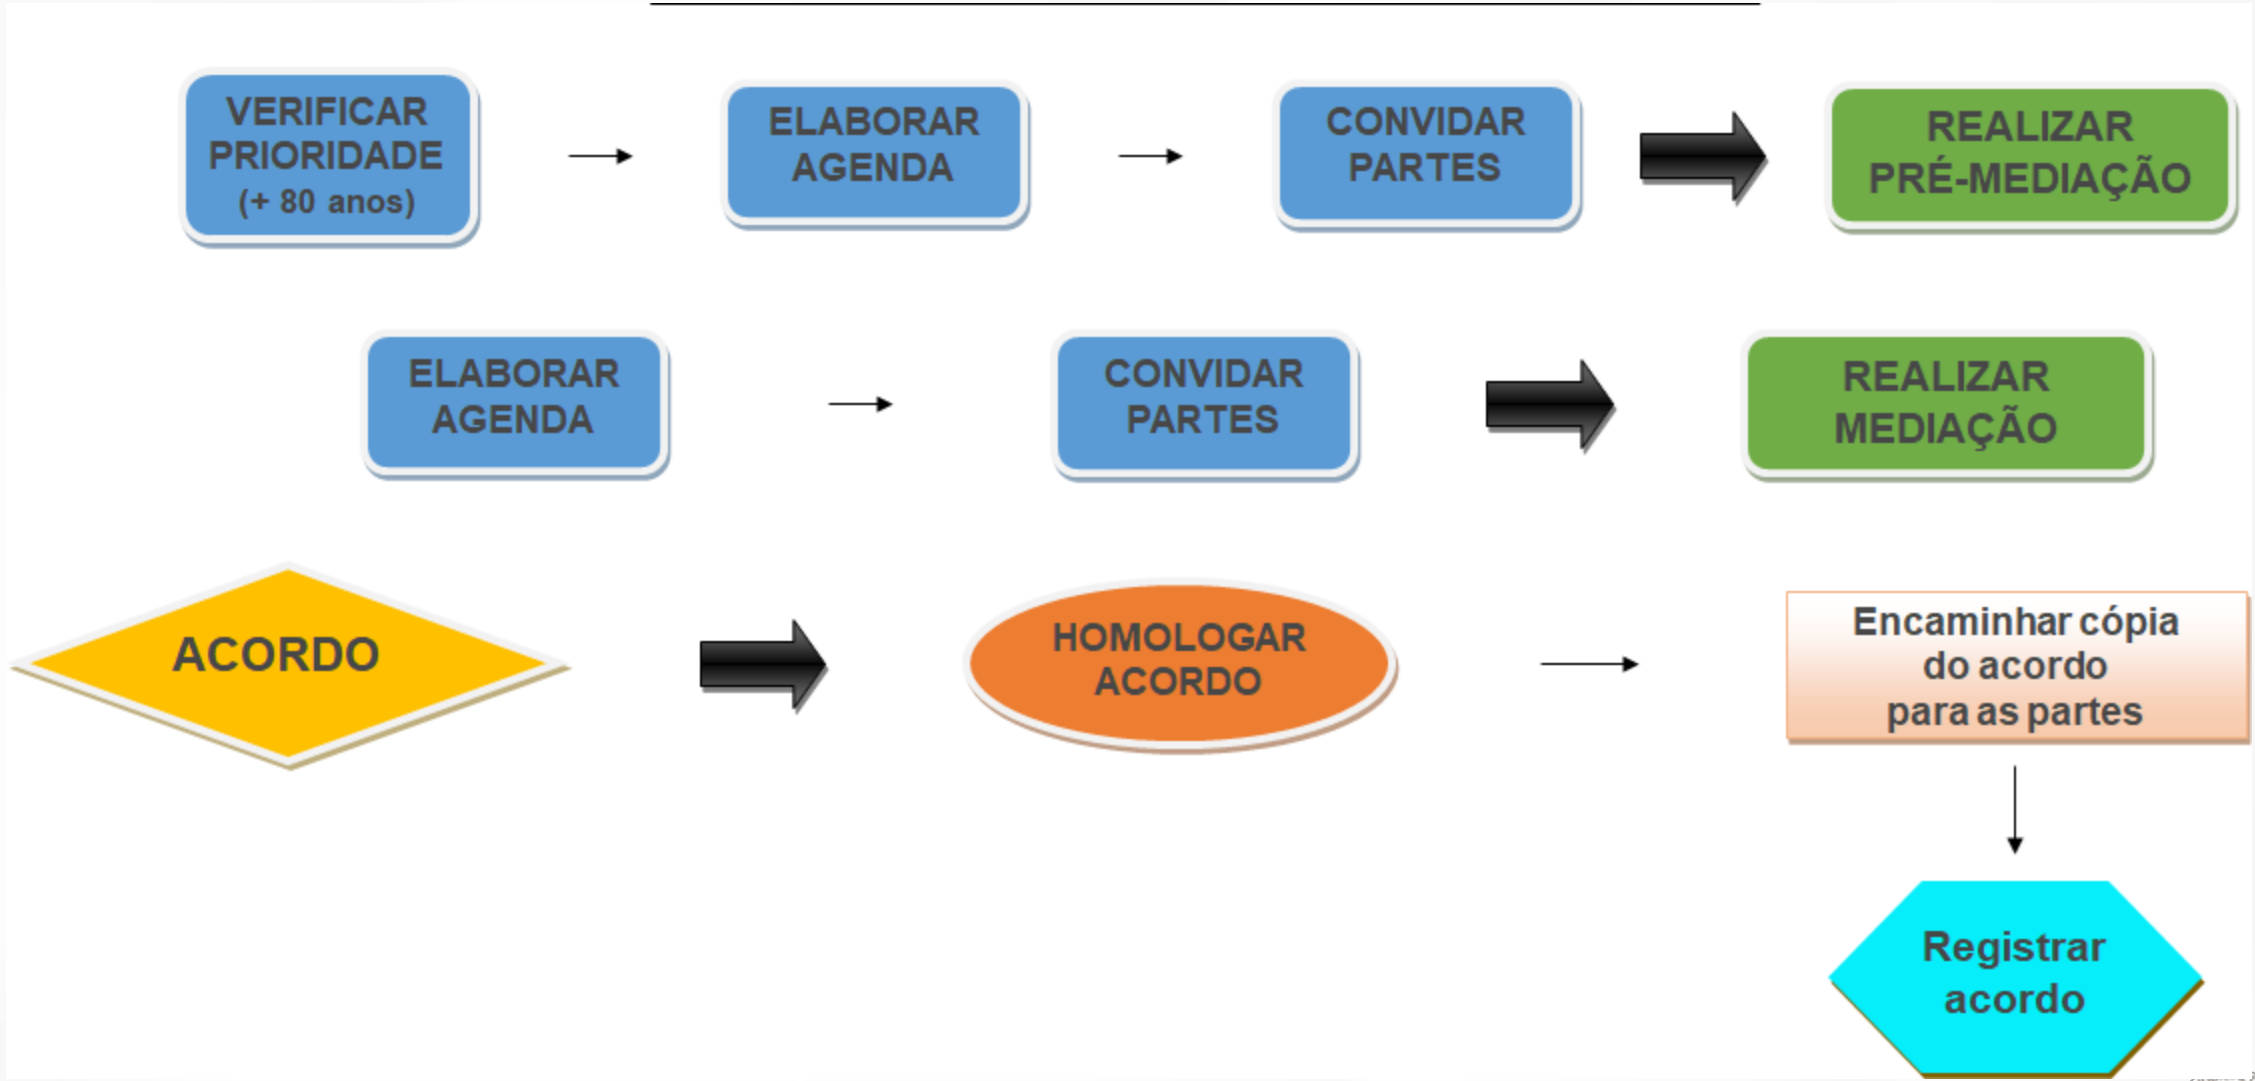 VERIFICAR
PRIORIDADE
(+ 80 anos)
ELABORAR
AGENDA
CONVIDAR
PARTES
REALIZAR
PRÉ-MEDIAÇÃO
ELABORAR
AGENDA
CONVIDAR
PARTES
REALIZAR
MEDIAÇÃO
ACORDO
HOMOLOGAR
ACORDO
Encaminhar cópia
do acordo
para as partes
Registrar
acordo